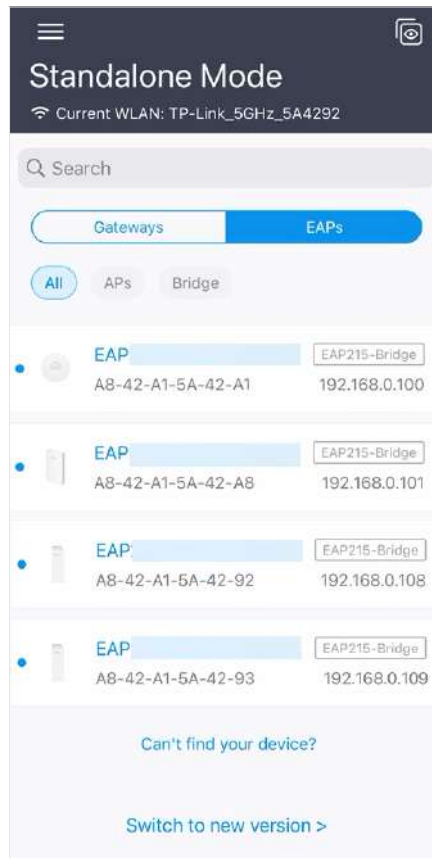 Standalone Mode
Current WLAN: TP-Link_5GHz_5A4292
Search
Gateways EAPs
All APs Bridge
EAP EAP215-Bridge
A8-42-A1-5A-42-A1 192.168.0.100
EAP EAP215-Bridge
A8-42-A1-5A-42-A8 192.168.0.101
EAP EAP215-Bridge
A8-42-A1-5A-42-92 192.168.0.108
EAP EAP215-Bridge
A8-42-A1-5A-42-93 192.168.0.109
Can't find your device?
Switch to new version >